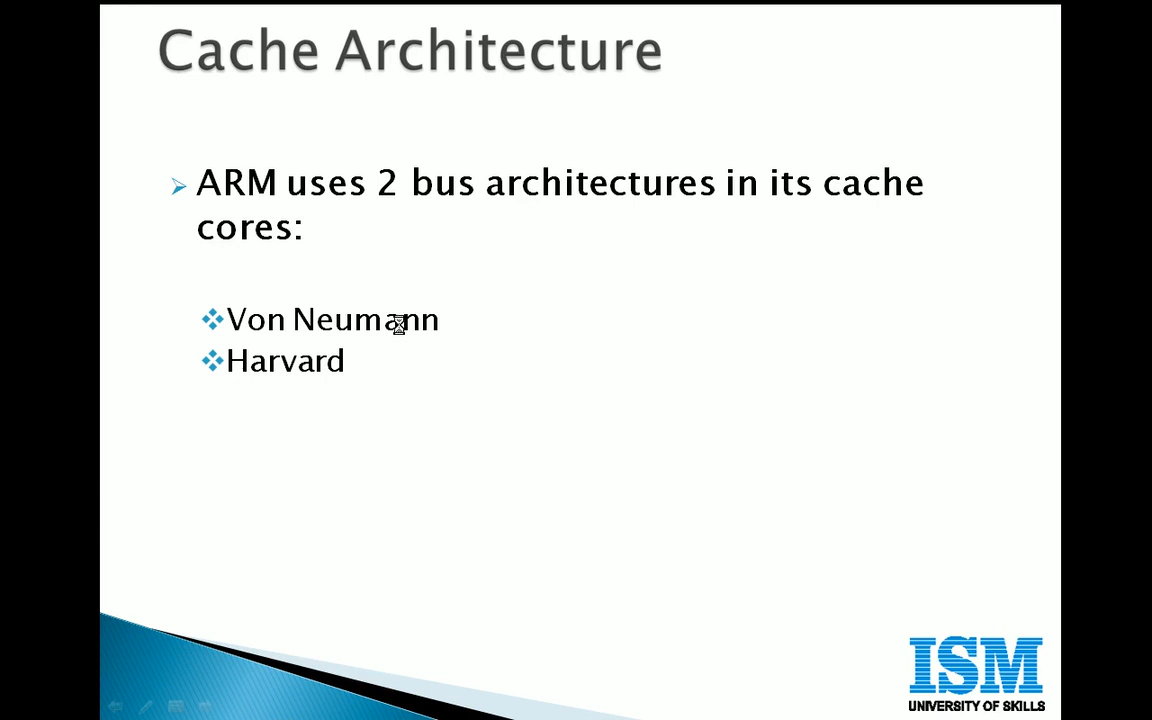 Cache Architecture
ARM uses 2 bus architectures in its cache
cores:
Von Neumann
Harvard
ISM
UNIVERSITY OF SKILLS